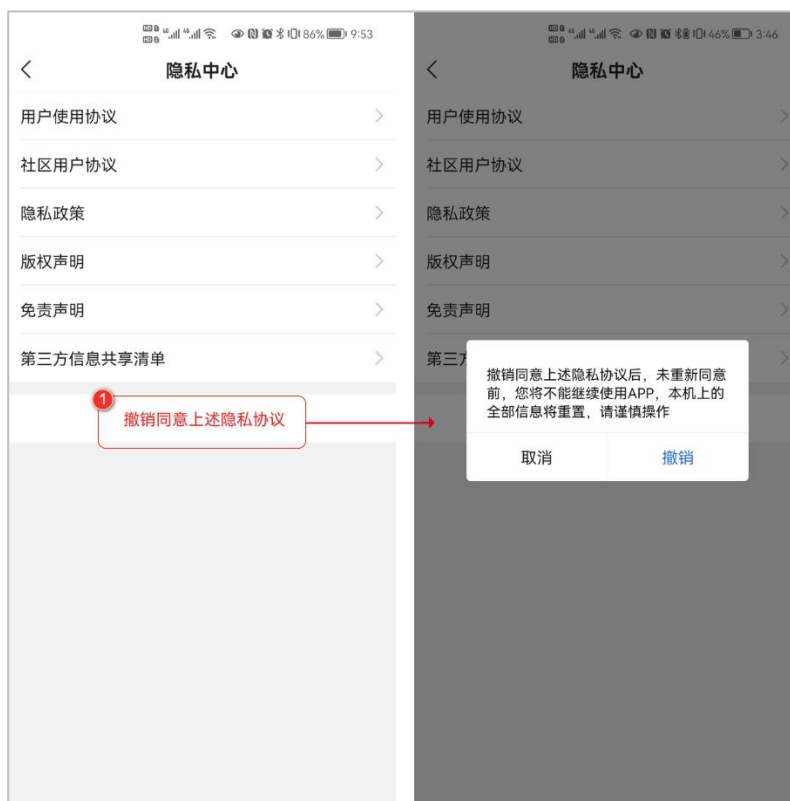 86% 9:53
隐私中心
用户使用协议
社区用户协议
隐私政策
版权声明
免责声明
第三方信息共享清单
1
撤销同意上述隐私协议
46% 3:46
隐私中心
用户使用协议
社区用户协议
隐私政策
版权声明
免责声明
第三方
撤销同意上述隐私协议后，未重新同意
前，您将不能继续使用APP，本机上的
全部信息将重置，请谨慎操作
取消 撤销